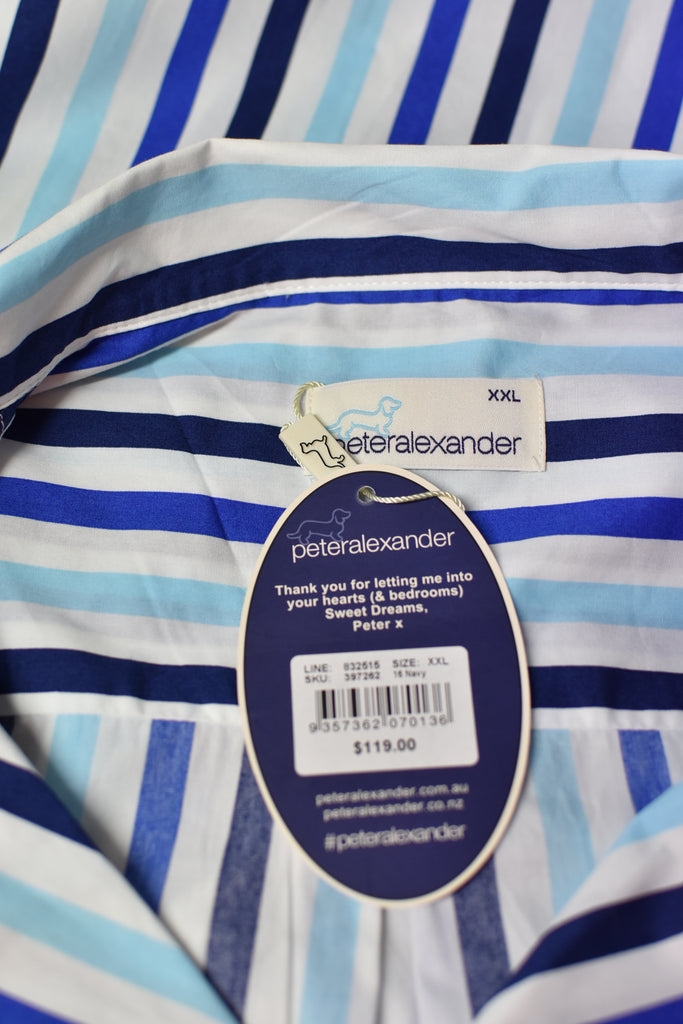 XXL
peteralexander
peteralexander
Thank you for letting me into
your hearts (& bedrooms)
Sweet Dreams,
Peter x
LINE: 832515 SIZE: XXL
SKU: 397262 16 Navy
9 357362 070136
$119.00
peteralexander.com.au
peteralexander.co.nz
#peteralexander